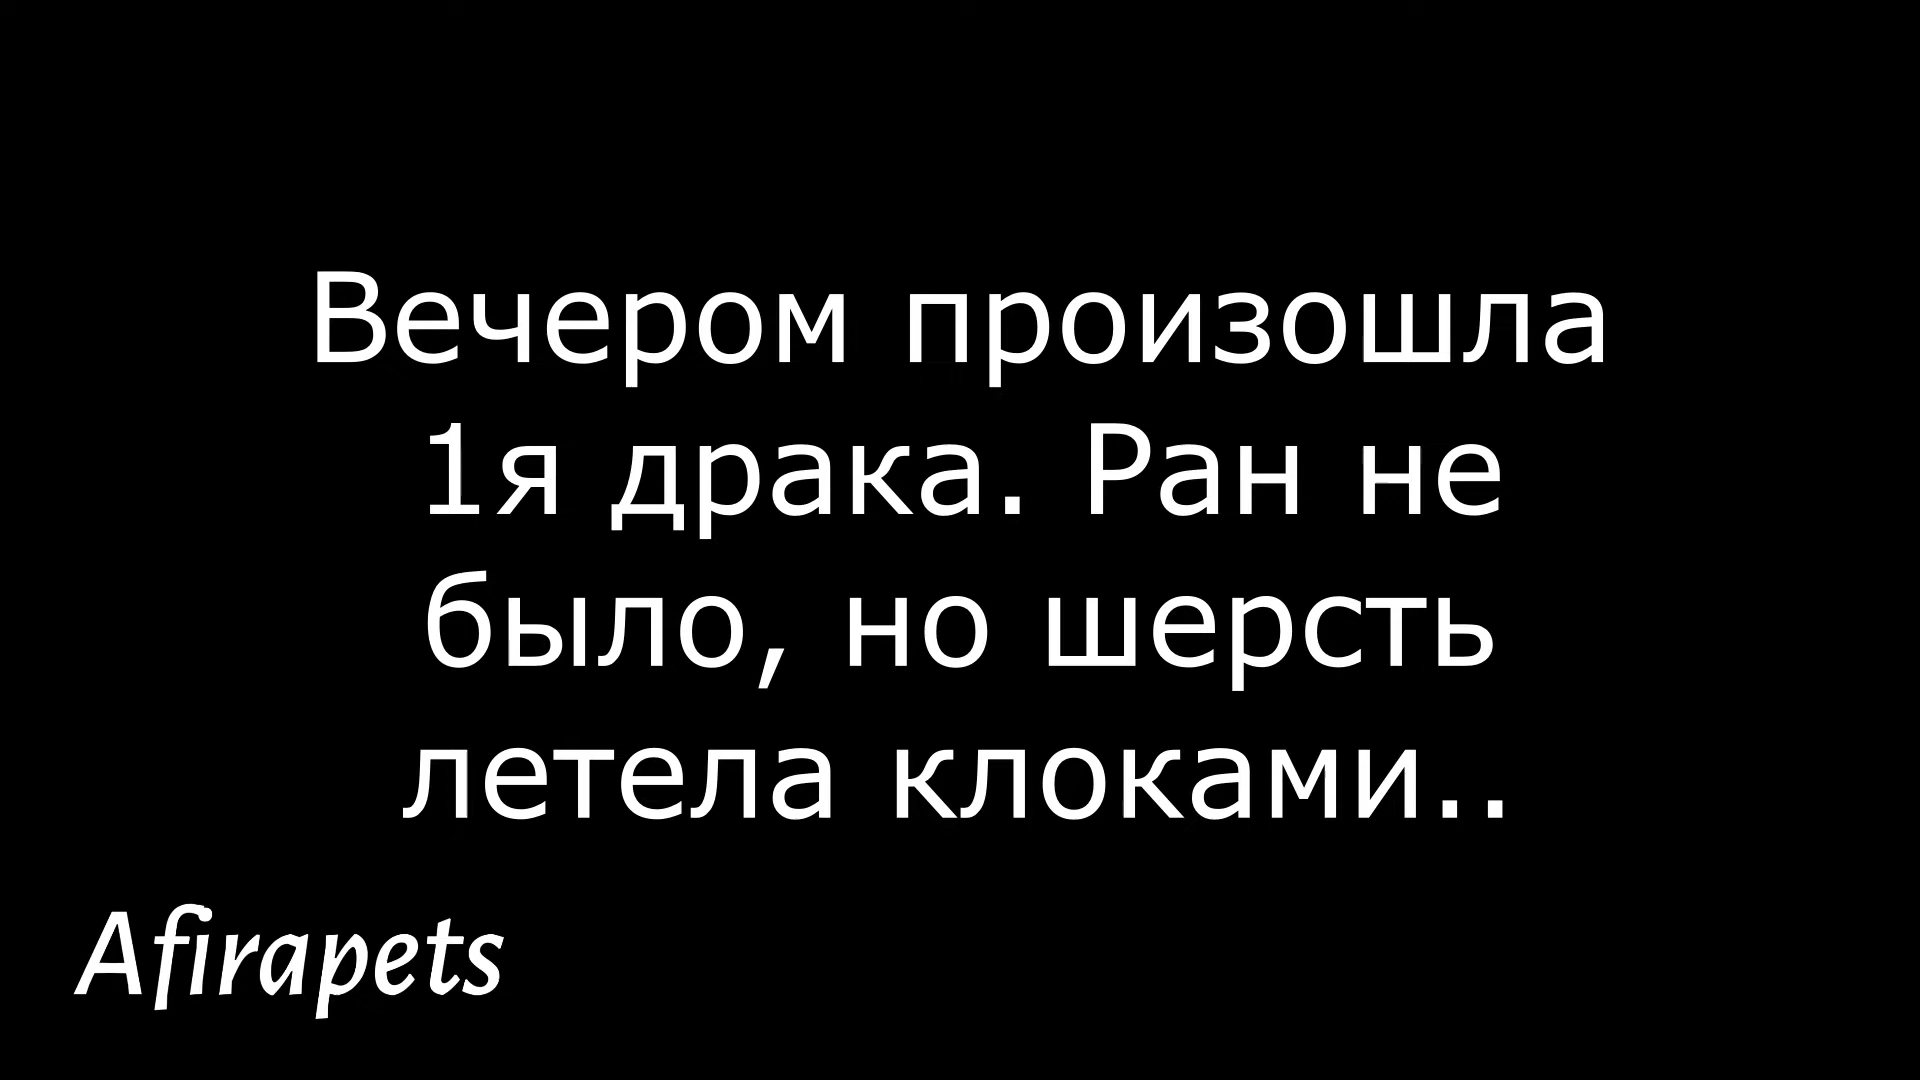 Вечером произошла
1я драка. Ран не
было, но шерсть
летела клоками..
Afirapets